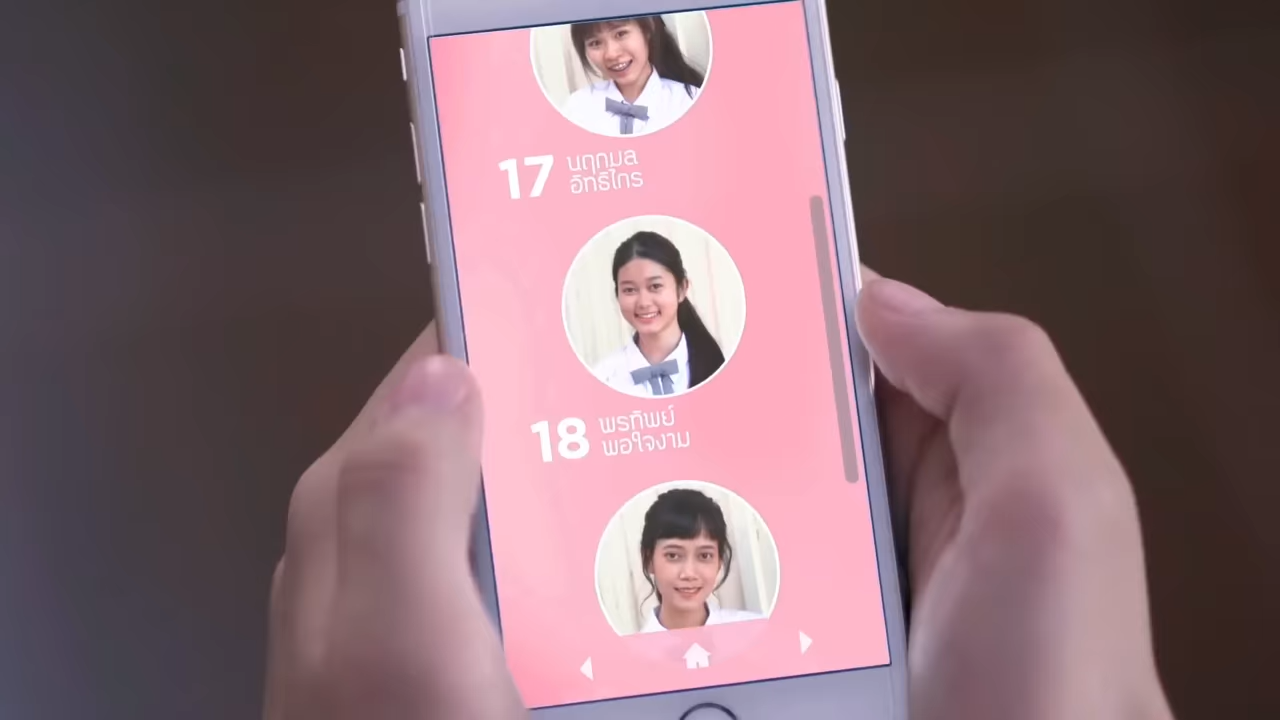 17
นฤกมล
อิทธิไกร
18
พรทิพย์
พอใจงาม